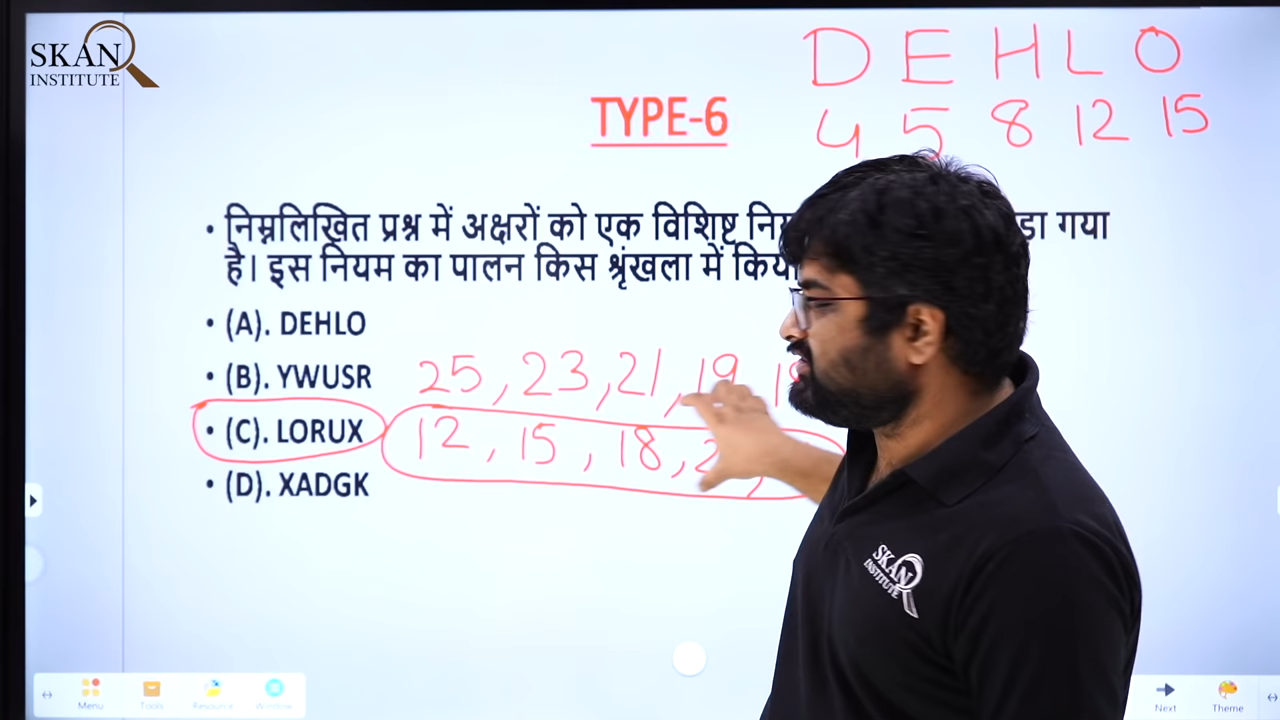 SKAN
INSTITUTE
D E H L O
4 5 8 12 15
TYPE-6
• निम्नलिखित प्रश्न में अक्षरों को एक विशिष्ट गया
है। इस नियम का पालन किस श्रृंखला में
• (A). DEHLO
• (B). YWUSR 25, 23, 21, 19,
• (C). LORUX 12, 15, 18,
• (D). XADGK
SKAN
INSTITUTE
Menu
Tools
Resource
Window
Next
Theme